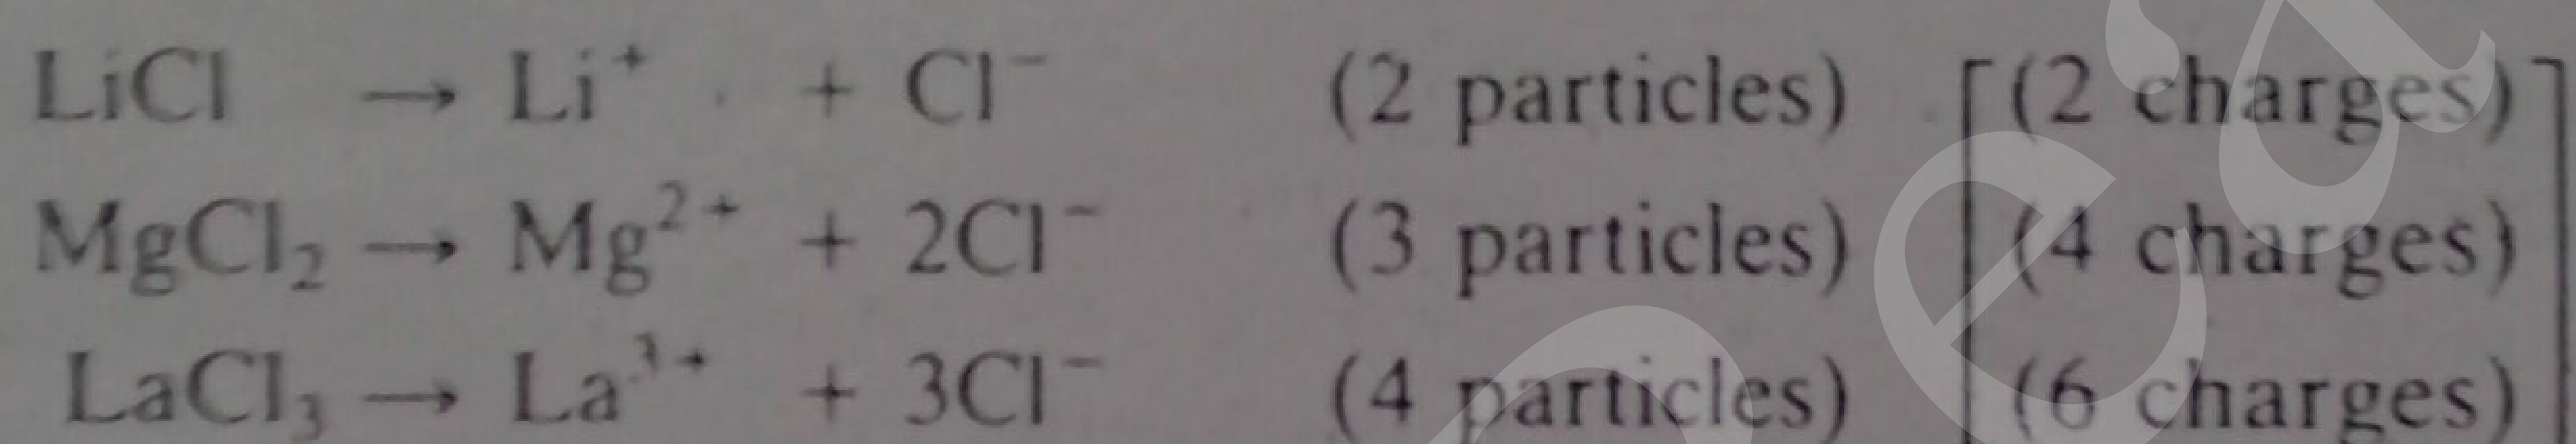 LiCl → Li⁺ + Cl⁻ (2 particles) [(2 charges)]
MgCl₂ → Mg²⁺ + 2Cl⁻ (3 particles) (4 charges)
LaCl₃ → La³⁺ + 3Cl⁻ (4 particles) (6 charges)